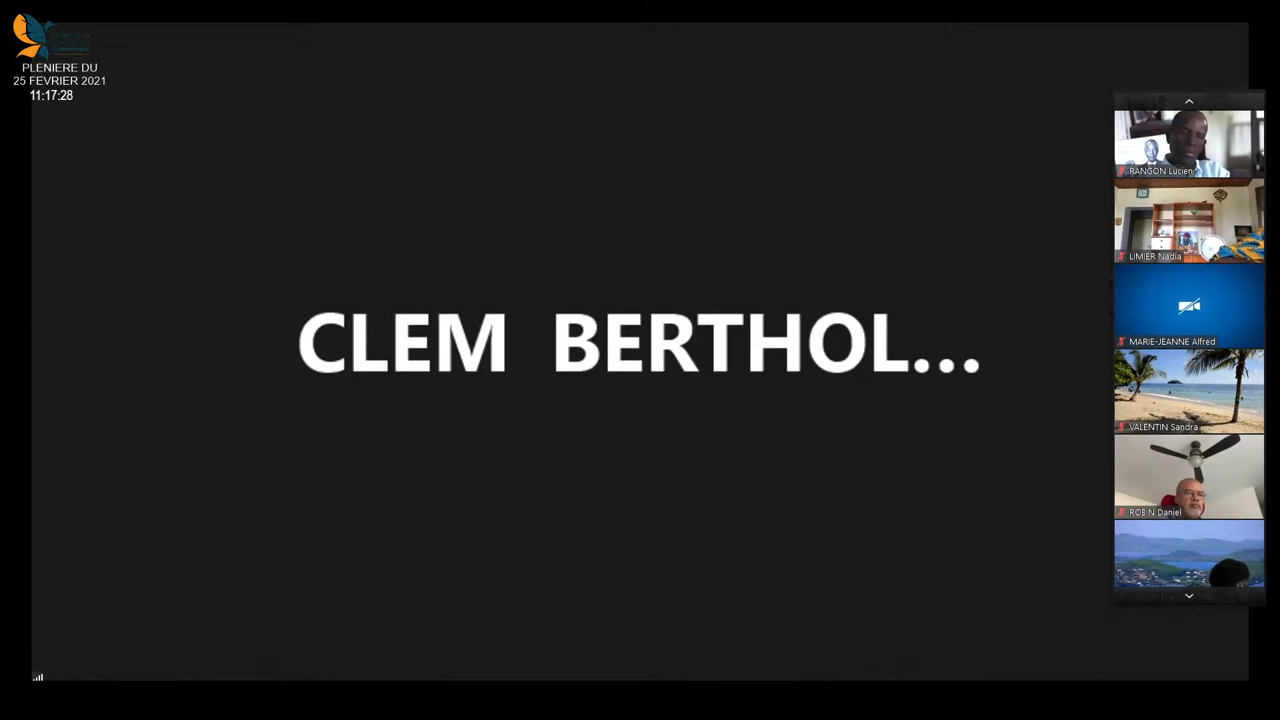 PLENIERE DU
25 FEVRIER 2021
11:17:28
CLEM BERTHOL...
RANGON Lucien
LIMIER Nadia
MARIE-JEANNE Alfred
VALENTIN Sandra
ROBIN Daniel